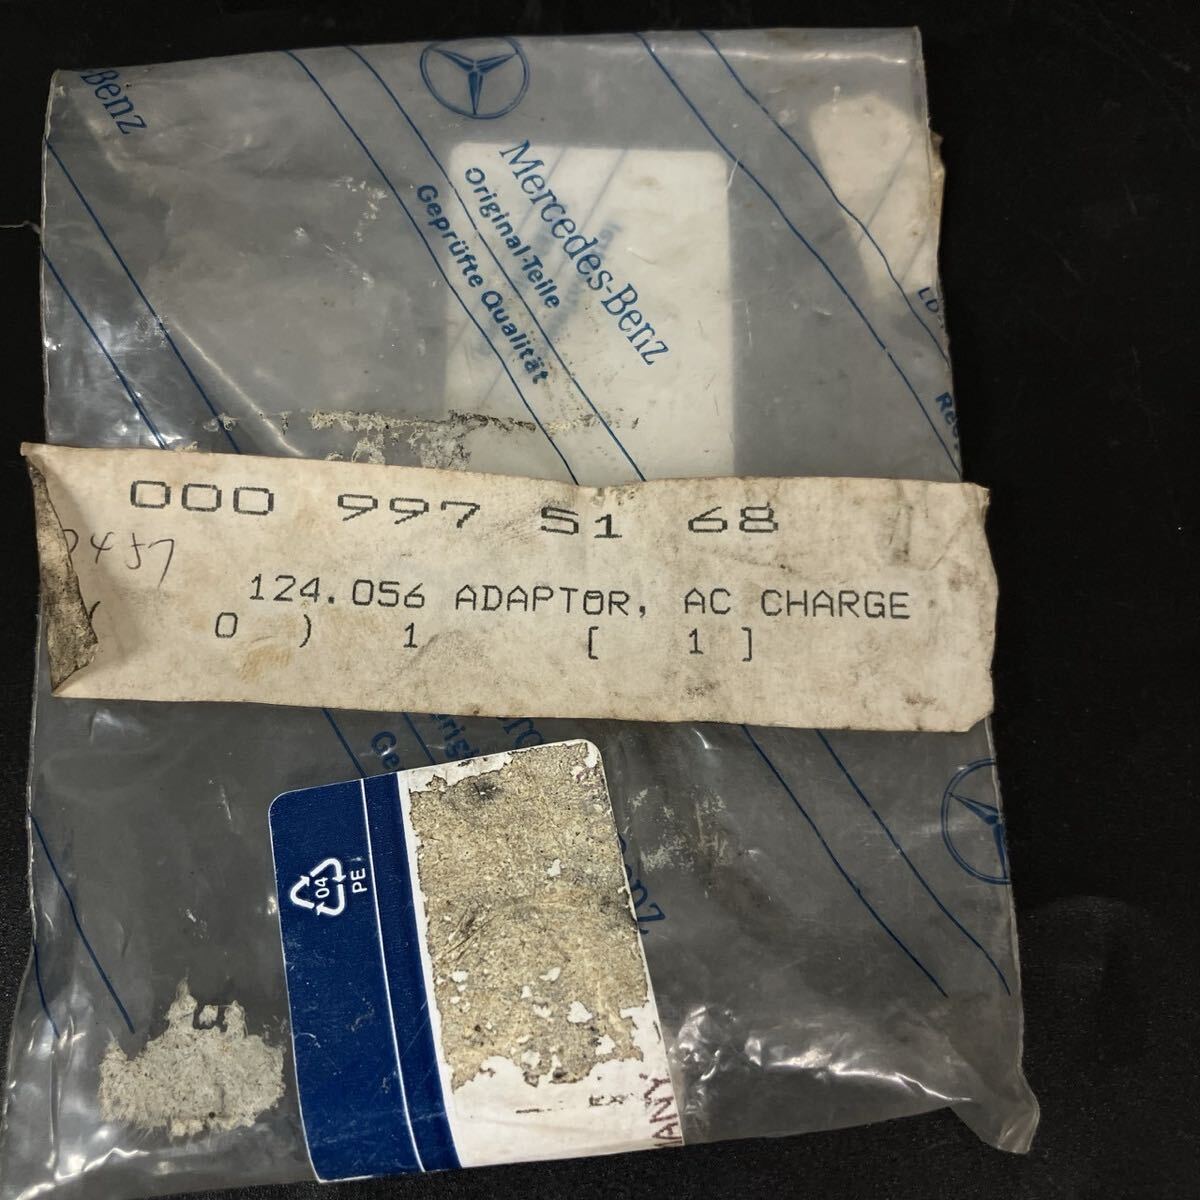 -Benz
Mercedes-Benz
Original-Teile
Geprüfte Qualität
000 997 51 68
124.056 ADAPTOR, AC CHARGE
0 ) 1 [ 1 ]
04
PE